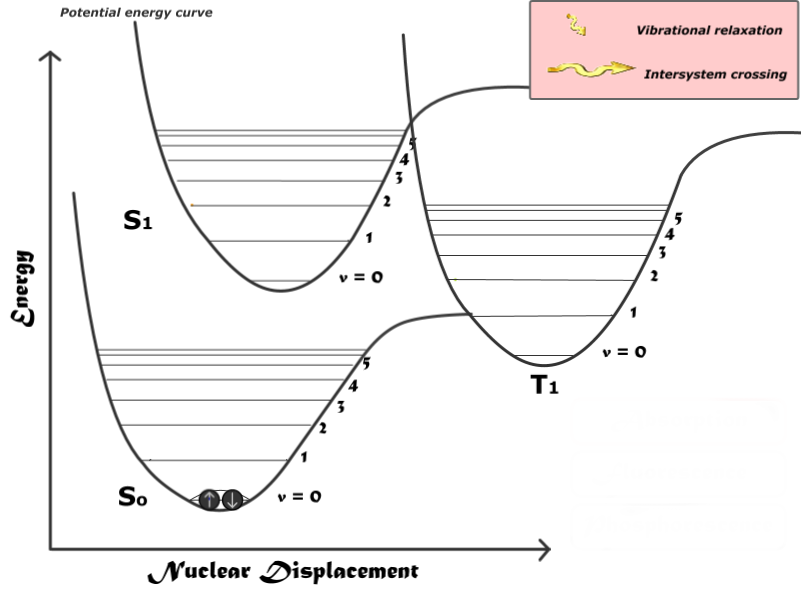 Potential energy curve
Vibrational relaxation
Intersystem crossing
Energy
S1
5
4
3
2
1
v = 0
5
4
3
2
1
v = 0
T1
5
4
3
2
1
v = 0
So
Nuclear Displacement